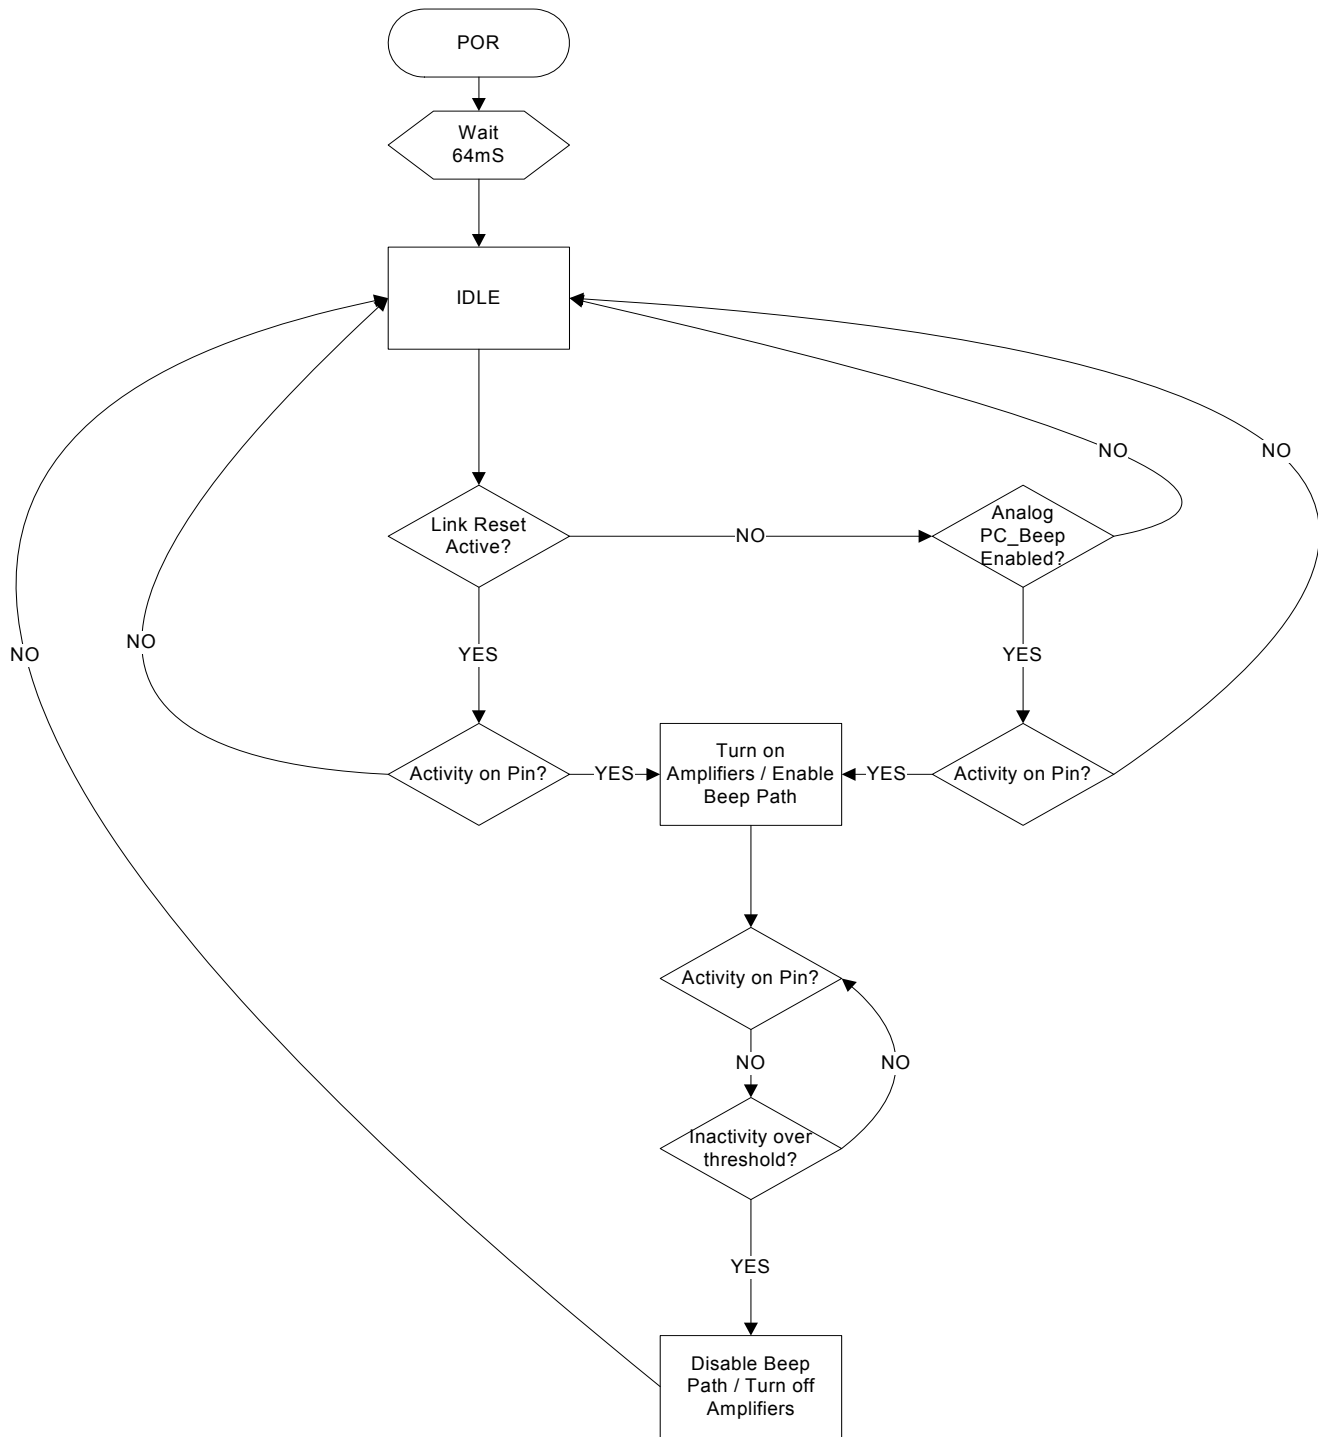 POR
Wait
64mS
IDLE
NO
NO
Link Reset
Active?
NO
Analog
PC_Beep
Enabled?
NO
NO
YES
YES
Activity on Pin?
YES
Turn on
Amplifiers / Enable
Beep Path
YES
Activity on Pin?
Activity on Pin?
NO
NO
Inactivity over
threshold?
YES
Disable Beep
Path / Turn off
Amplifiers